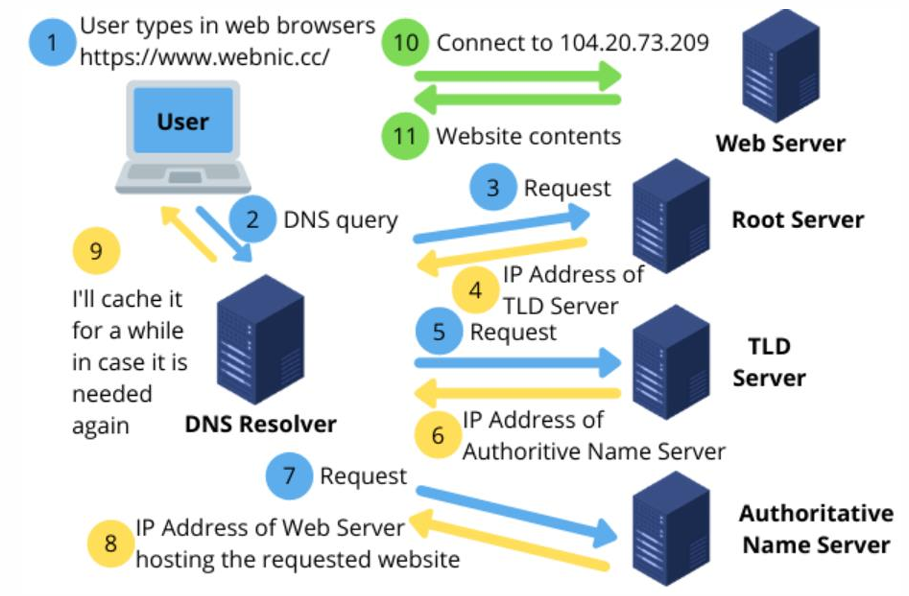 1
User types in web browsers
https://www.webnic.cc/
User
10
Connect to 104.20.73.209
11
Website contents
Web Server
2
DNS query
3
Request
Root Server
4
IP Address of
TLD Server
5
Request
TLD
Server
6
IP Address of
Authoritive Name Server
7
Request
8
IP Address of Web Server
hosting the requested website
Authoritative
Name Server
9
I'll cache it
for a while
in case it is
needed
again
DNS Resolver